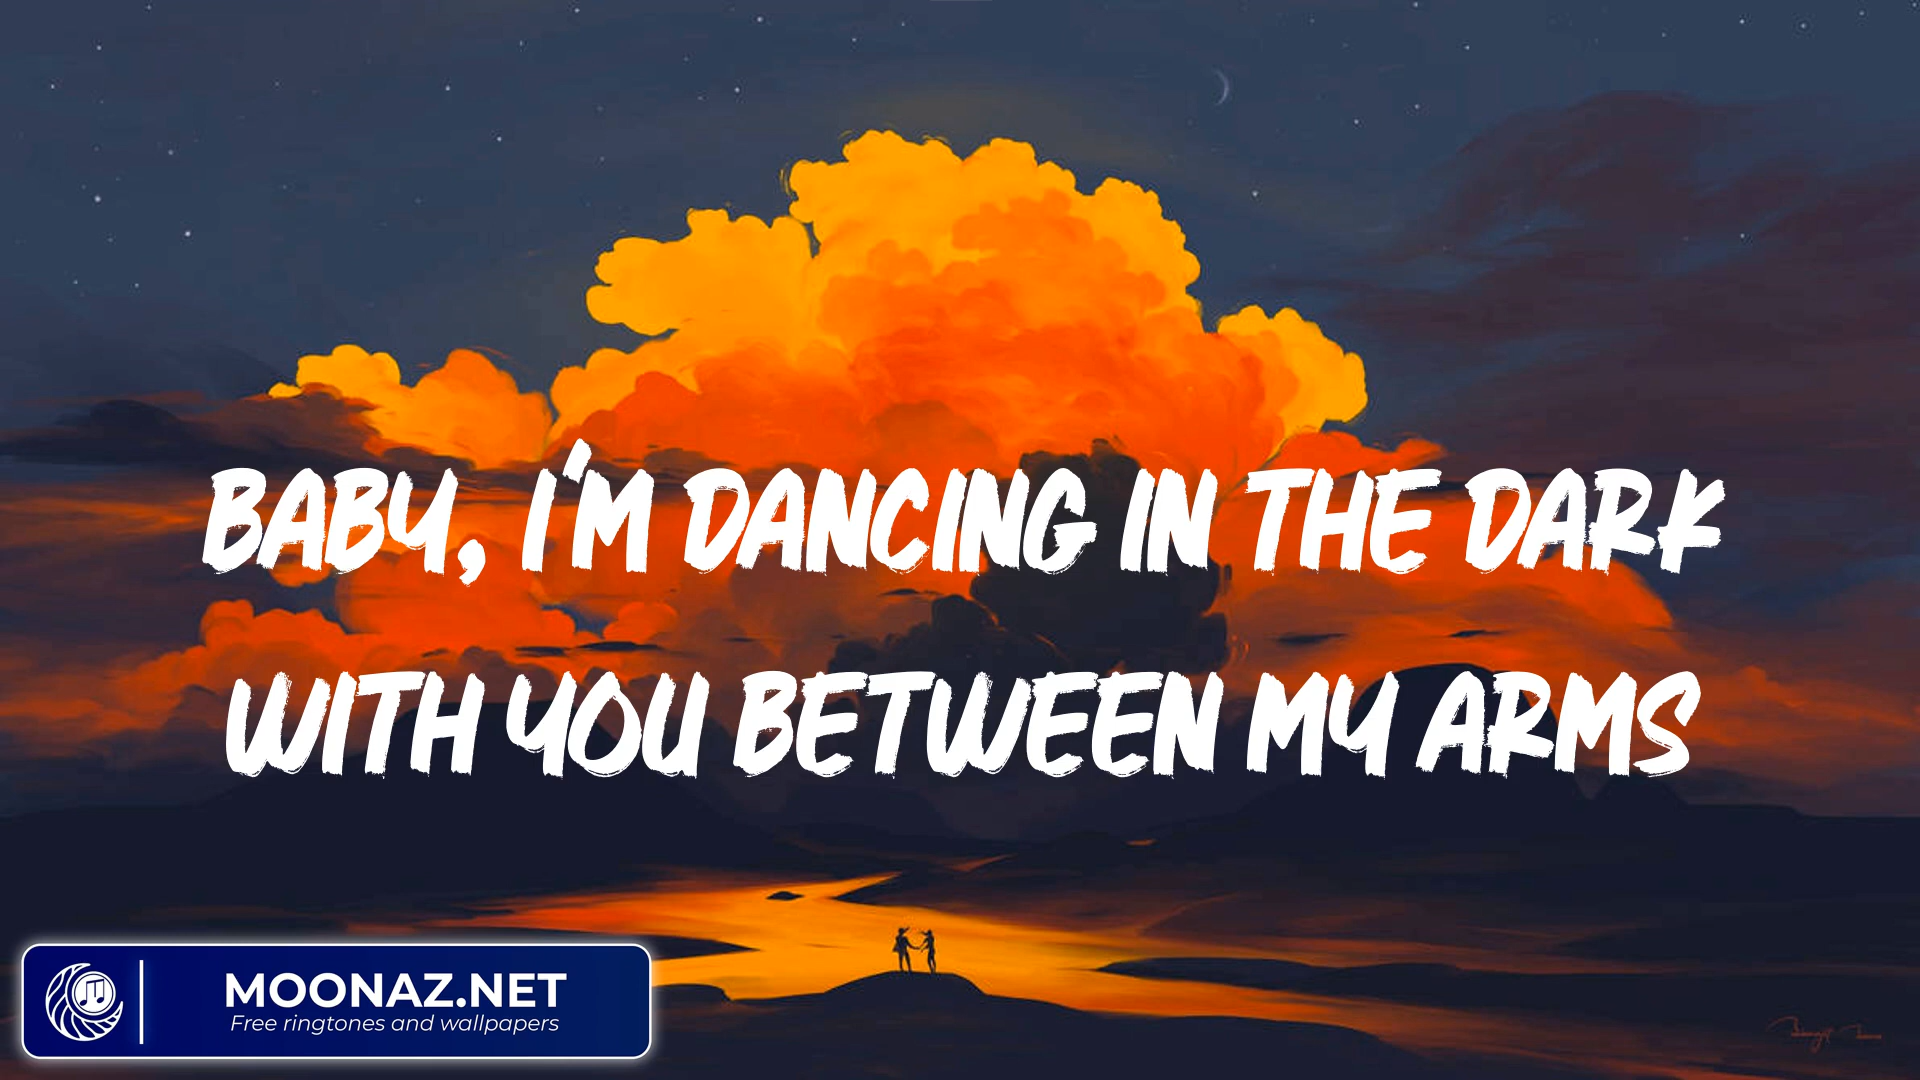 BABY, I'M DANCING IN THE DARK
WITH YOU BETWEEN MY ARMS
MOONAZ.NET
Free ringtones and wallpapers